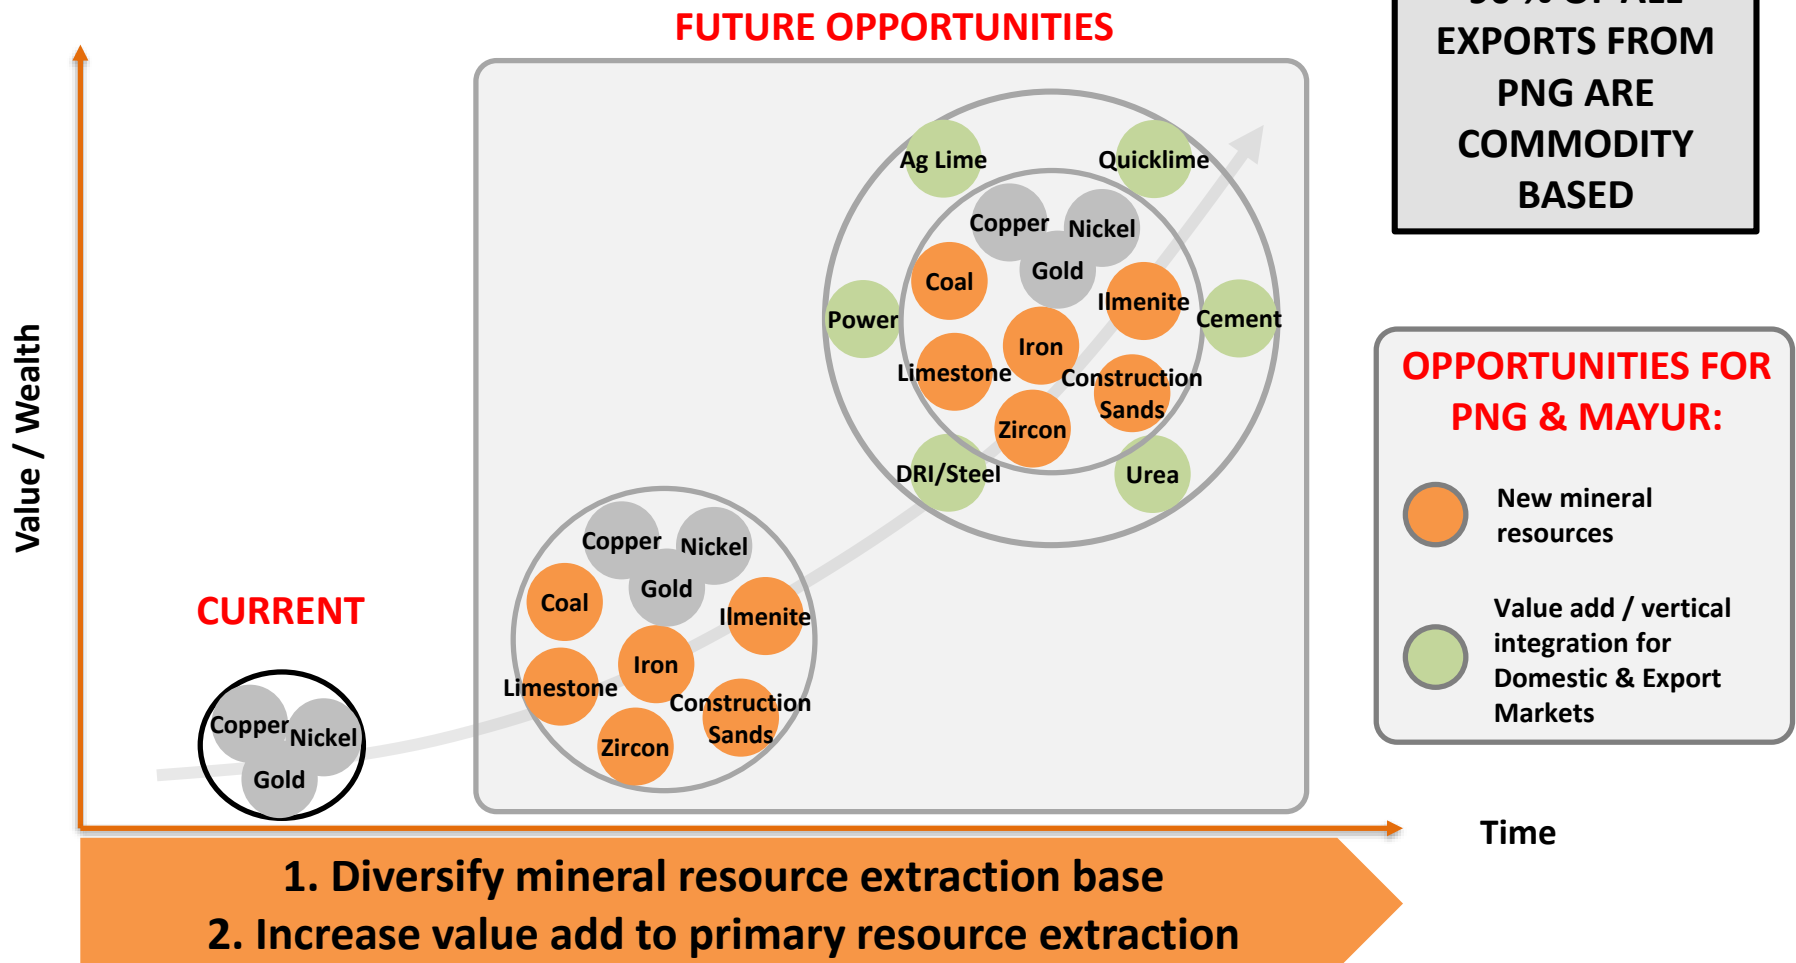 FUTURE OPPORTUNITIES
EXPORTS FROM
PNG ARE
COMMODITY
BASED
Value / Wealth
Ag Lime
Quicklime
Copper
Nickel
Gold
Coal
Ilmenite
Power
Cement
Iron
Limestone
Construction
Sands
Zircon
DRI/Steel
Urea
Copper
Nickel
Gold
Coal
Ilmenite
Iron
Limestone
Construction
Sands
Zircon
CURRENT
Copper
Nickel
Gold
OPPORTUNITIES FOR
PNG & MAYUR:
New mineral
resources
Value add / vertical
integration for
Domestic & Export
Markets
Time
1. Diversify mineral resource extraction base
2. Increase value add to primary resource extraction